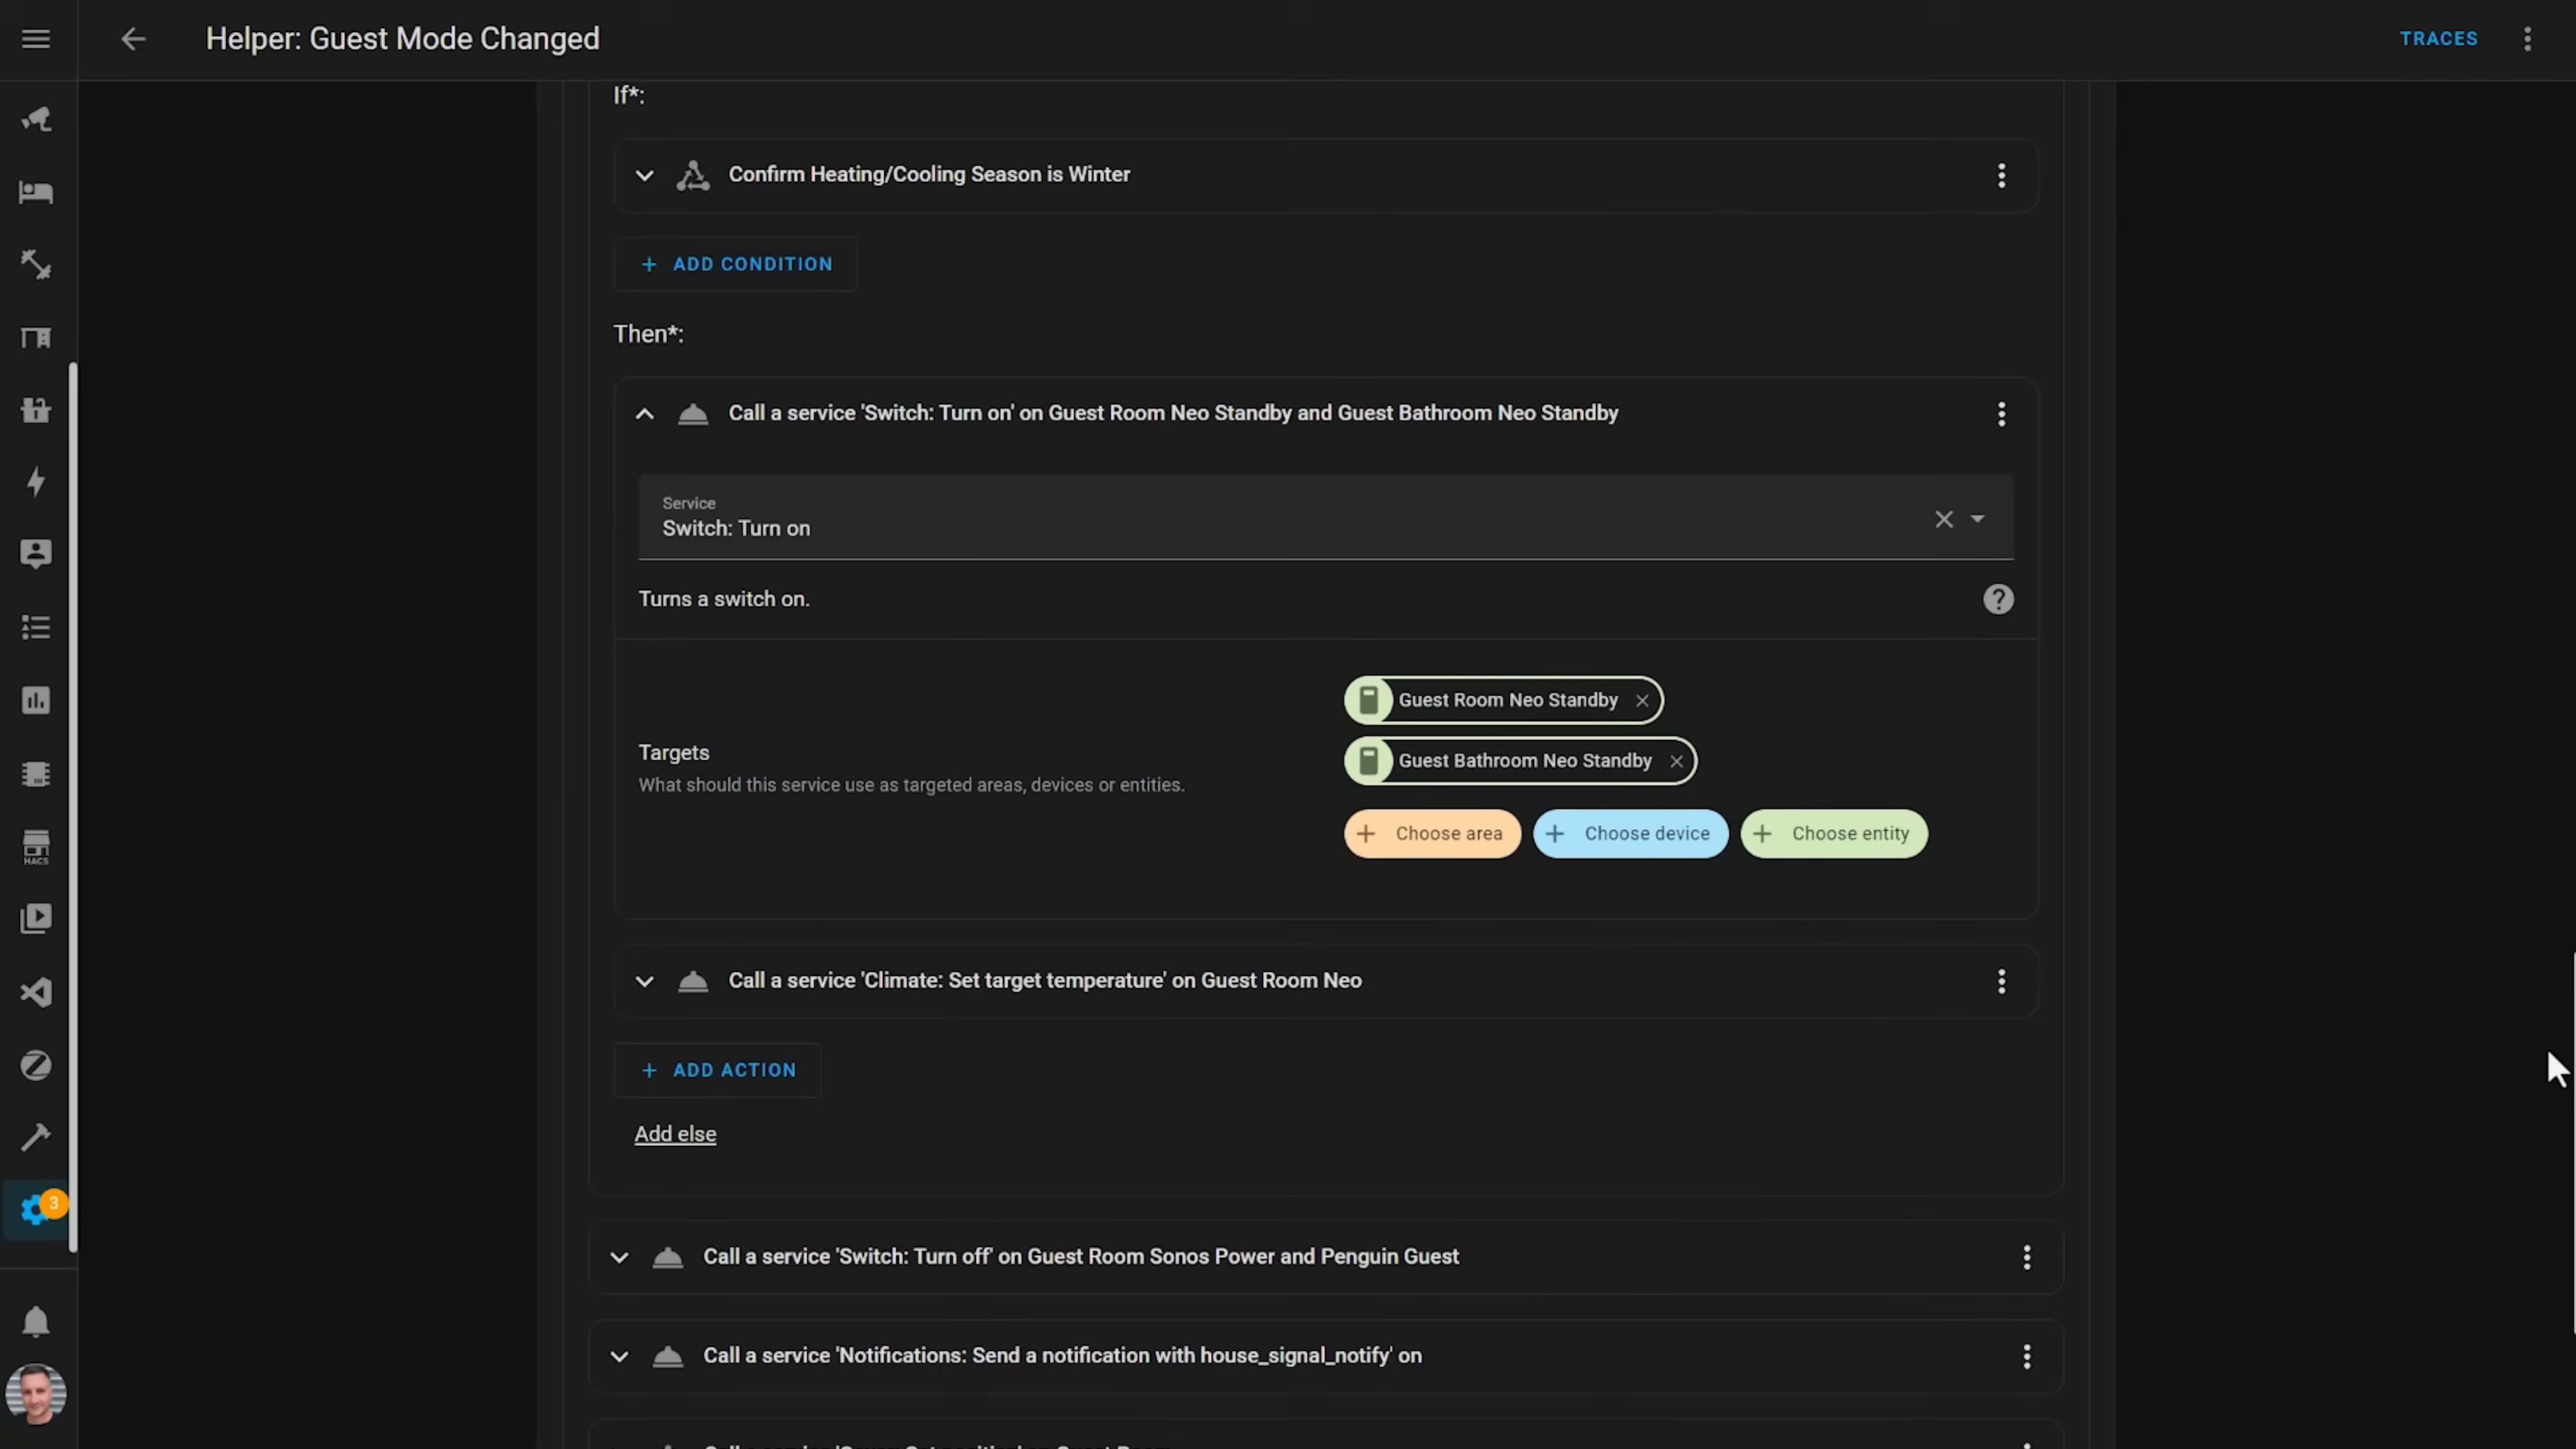 Helper: Guest Mode Changed
TRACES
If*:
Confirm Heating/Cooling Season is Winter
ADD CONDITION
Then*:
Call a service 'Switch: Turn on' on Guest Room Neo Standby and Guest Bathroom Neo Standby
Service
Switch: Turn on
Turns a switch on.
Guest Room Neo Standby
Guest Bathroom Neo Standby
Targets
What should this service use as targeted areas, devices or entities.
Choose area
Choose device
Choose entity
HACS
Call a service 'Climate: Set target temperature' on Guest Room Neo
ADD ACTION
Add else
3
Call a service 'Switch: Turn off' on Guest Room Sonos Power and Penguin Guest
Call a service 'Notifications: Send a notification with house_signal_notify' on